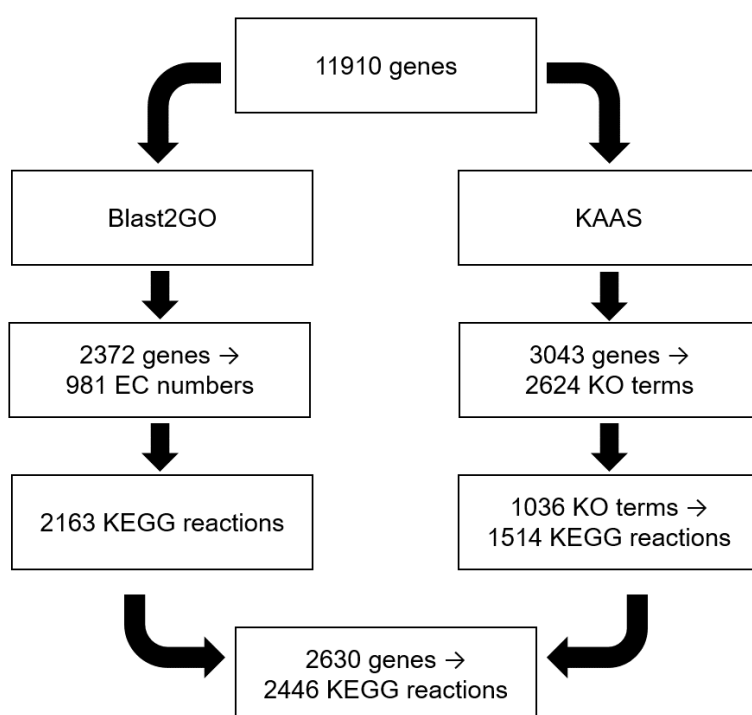 11910 genes
Blast2GO
KAAS
2372 genes →
981 EC numbers
3043 genes →
2624 KO terms
2163 KEGG reactions
1036 KO terms →
1514 KEGG reactions
2630 genes →
2446 KEGG reactions